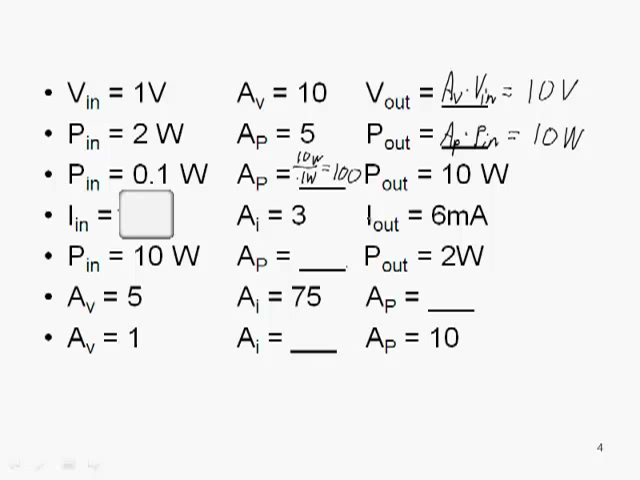 • Vin = 1V Av = 10 Vout = Av · Vin = 10V
• Pin = 2 W AP = 5 Pout = Ap · Pin = 10W
• Pin = 0.1 W AP = 10W / .1W = 100 Pout = 10 W
• Iin = Ai = 3 Iout = 6mA
• Pin = 10 W AP = ___. Pout = 2W
• Av = 5 Ai = 75 AP = ___
• Av = 1 Ai = ___ AP = 10
4